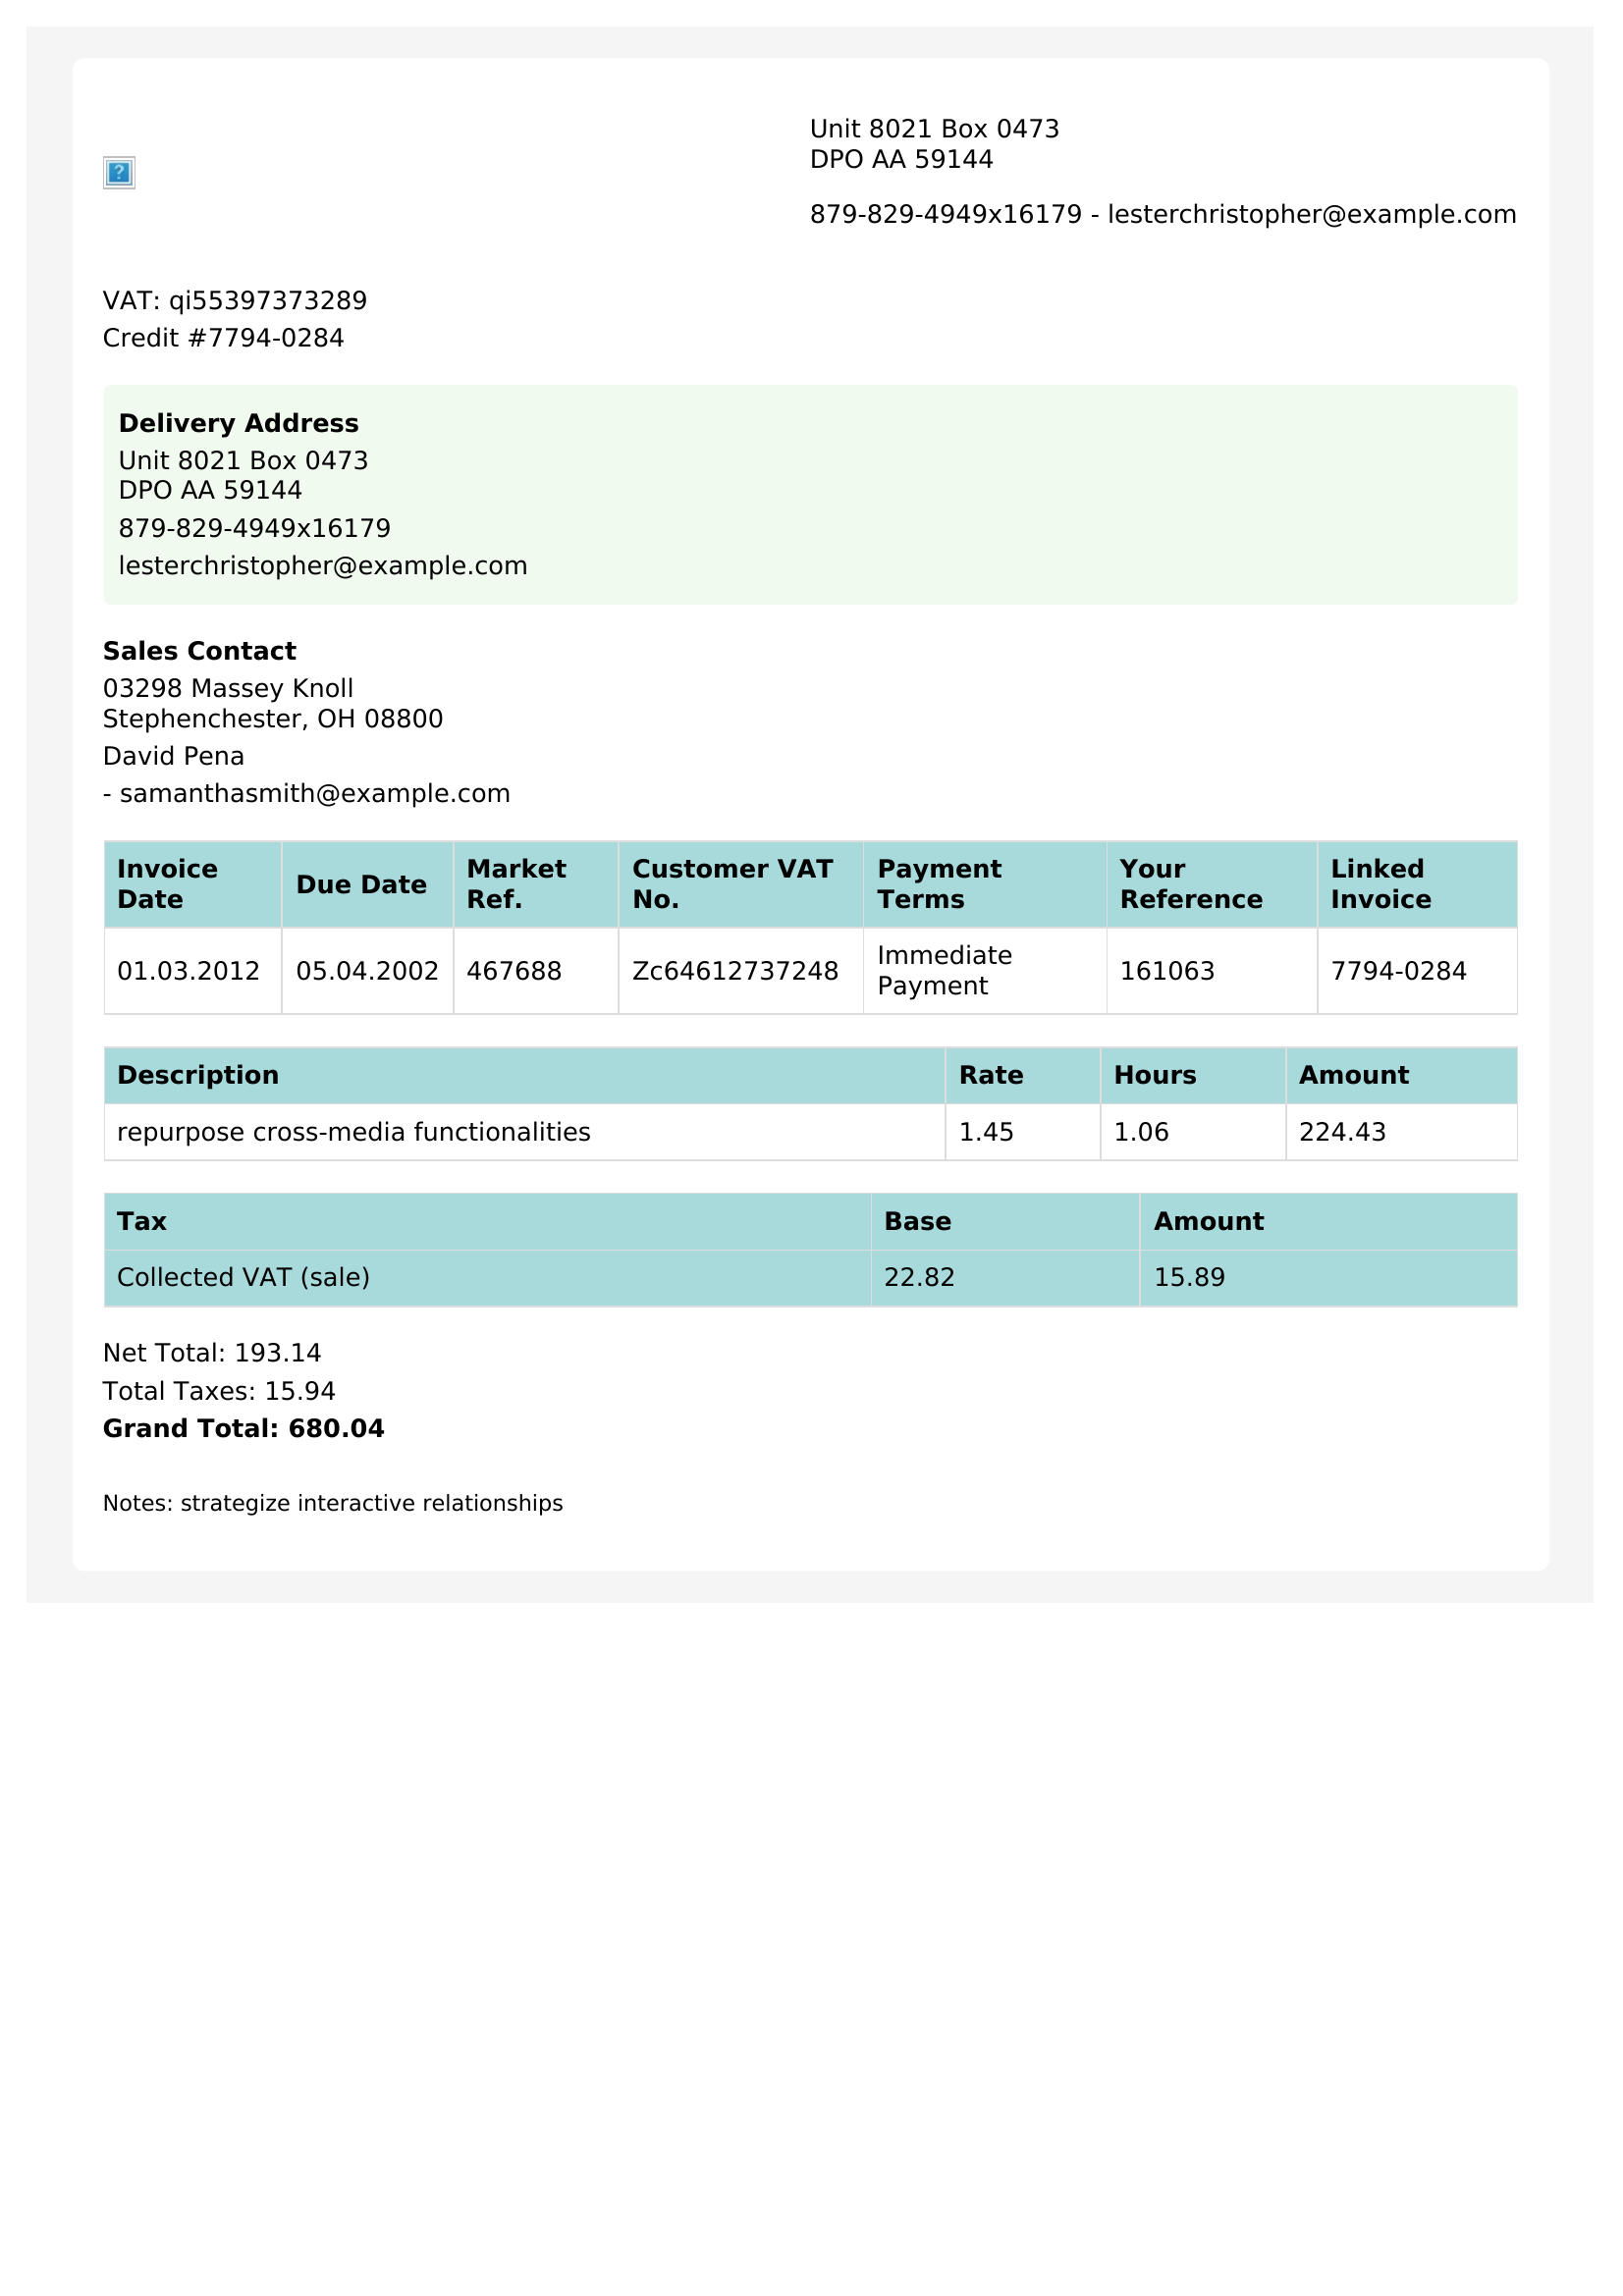 Unit 8021 Box 0473
DPO AA 59144
879-829-4949x16179 - lesterchristopher@example.com
VAT: qi55397373289
Credit #7794-0284
Delivery Address
Unit 8021 Box 0473
DPO AA 59144
879-829-4949x16179
lesterchristopher@example.com
Sales Contact
03298 Massey Knoll
Stephenchester, OH 08800
David Pena
- samanthasmith@example.com
Invoice Date Due Date Market Ref. Customer VAT No. Payment Terms Your Reference Linked Invoice
01.03.2012 05.04.2002 467688 Zc64612737248 Immediate Payment 161063 7794-0284
Description Rate Hours Amount
repurpose cross-media functionalities 1.45 1.06 224.43
Tax Base Amount
Collected VAT (sale) 22.82 15.89
Net Total: 193.14
Total Taxes: 15.94
Grand Total: 680.04
Notes: strategize interactive relationships